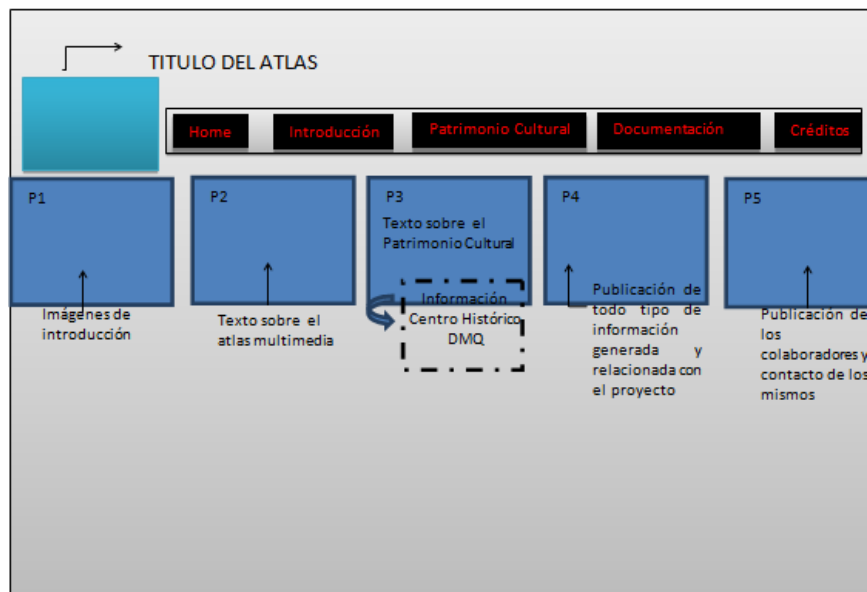 TITULO DEL ATLAS
Home
Introducción
Patrimonio Cultural
Documentación
Créditos
P1
Imágenes de
introducción
P2
Texto sobre el
atlas multimedia
P3
Texto sobre el
Patrimonio Cultural
Información
Centro Histórico
DMQ
P4
Publicación de
todo tipo de
información
generada y
relacionada con
el proyecto
P5
Publicación de
los
colaboradores y
contacto de los
mismos